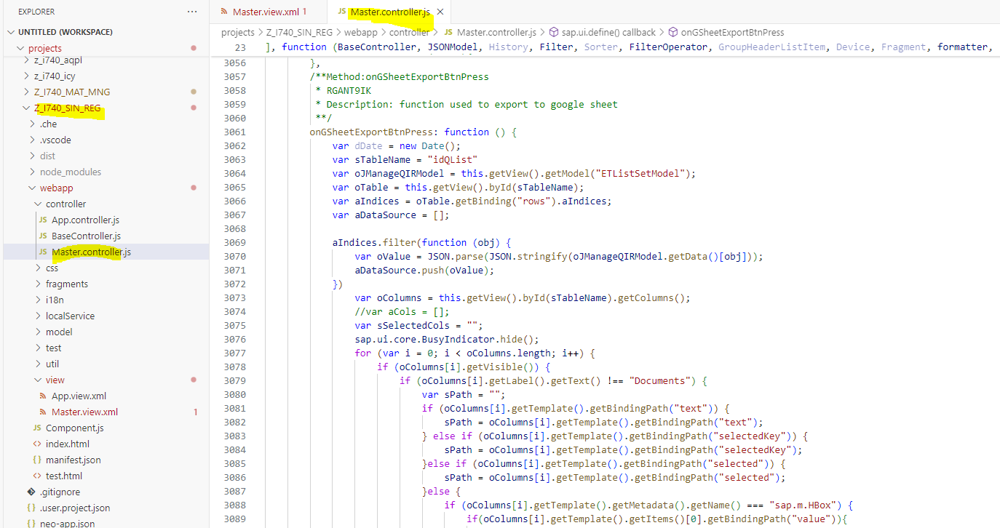 EXPLORER
UNTITLED (WORKSPACE)
projects
z_i740_aqpl
z_i740_icy
Z_I740_MAT_MNG
Z_I740_SIN_REG
.che
.vscode
dist
node_modules
webapp
controller
JS App.controller.js
JS BaseController.js
JS Master.controller.js
css
fragments
i18n
localService
model
test
util
view
App.view.xml
Master.view.xml 1
JS Component.js
<> index.html
{} manifest.json
<> test.html
.gitignore
{} .user.project.json
{} neo-app.json
Master.view.xml 1
JS Master.controller.js
projects > Z_I740_SIN_REG > webapp > controller > JS Master.controller.js > sap.ui.define() callback > onGSheetExportBtnPress
23 ], function (BaseController, JSONModel, History, Filter, Sorter, FilterOperator, GroupHeaderListItem, Device, Fragment, formatter,
3056 },
3057 /**Method:onGSheetExportBtnPress
3058 * RGANT9IK
3059 * Description: function used to export to google sheet
3060 **/
3061 onGSheetExportBtnPress: function () {
3062 var dDate = new Date();
3063 var sTableName = "idQList"
3064 var oJManageQIRModel = this.getView().getModel("ETListSetModel");
3065 var oTable = this.getView().byId(sTableName);
3066 var aIndices = oTable.getBinding("rows").aIndices;
3067 var aDataSource = [];
3068
3069 aIndices.filter(function (obj) {
3070 var oValue = JSON.parse(JSON.stringify(oJManageQIRModel.getData()[obj]));
3071 aDataSource.push(oValue);
3072 })
3073 var oColumns = this.getView().byId(sTableName).getColumns();
3074 //var aCols = [];
3075 var sSelectedCols = "";
3076 sap.ui.core.BusyIndicator.hide();
3077 for (var i = 0; i < oColumns.length; i++) {
3078 if (oColumns[i].getVisible()) {
3079 if (oColumns[i].getLabel().getText() !== "Documents") {
3080 var sPath = "";
3081 if (oColumns[i].getTemplate().getBindingPath("text")) {
3082 sPath = oColumns[i].getTemplate().getBindingPath("text");
3083 } else if (oColumns[i].getTemplate().getBindingPath("selectedKey")) {
3084 sPath = oColumns[i].getTemplate().getBindingPath("selectedKey");
3085 }else if (oColumns[i].getTemplate().getBindingPath("selected")) {
3086 sPath = oColumns[i].getTemplate().getBindingPath("selected");
3087 }else {
3088 if (oColumns[i].getTemplate().getMetadata().getName() === "sap.m.HBox") {
3089 if(oColumns[i].getTemplate().getItems()[0].getBindingPath("value")){